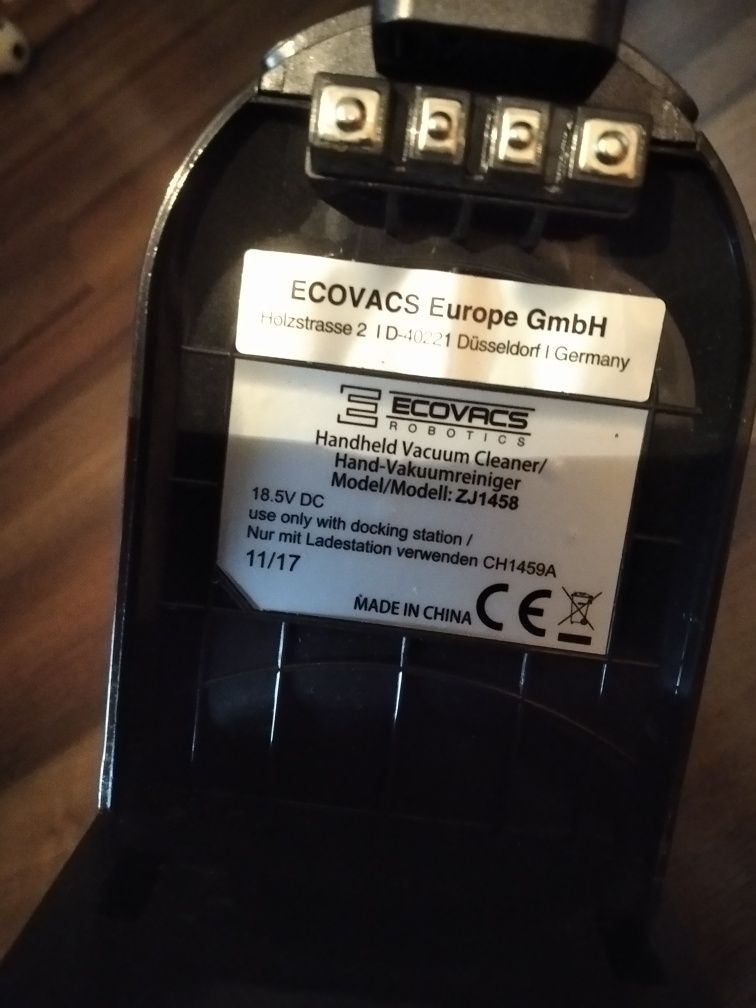 ECOVACS Europe GmbH
Holzstrasse 2 I D-40221 Düsseldorf I Germany
ECOVACS
ROBOTICS
Handheld Vacuum Cleaner/
Hand-Vakuumreiniger
Model/Modell: ZJ1458
18.5V DC
use only with docking station /
Nur mit Ladestation verwenden CH1459A
11/17
MADE IN CHINA CE